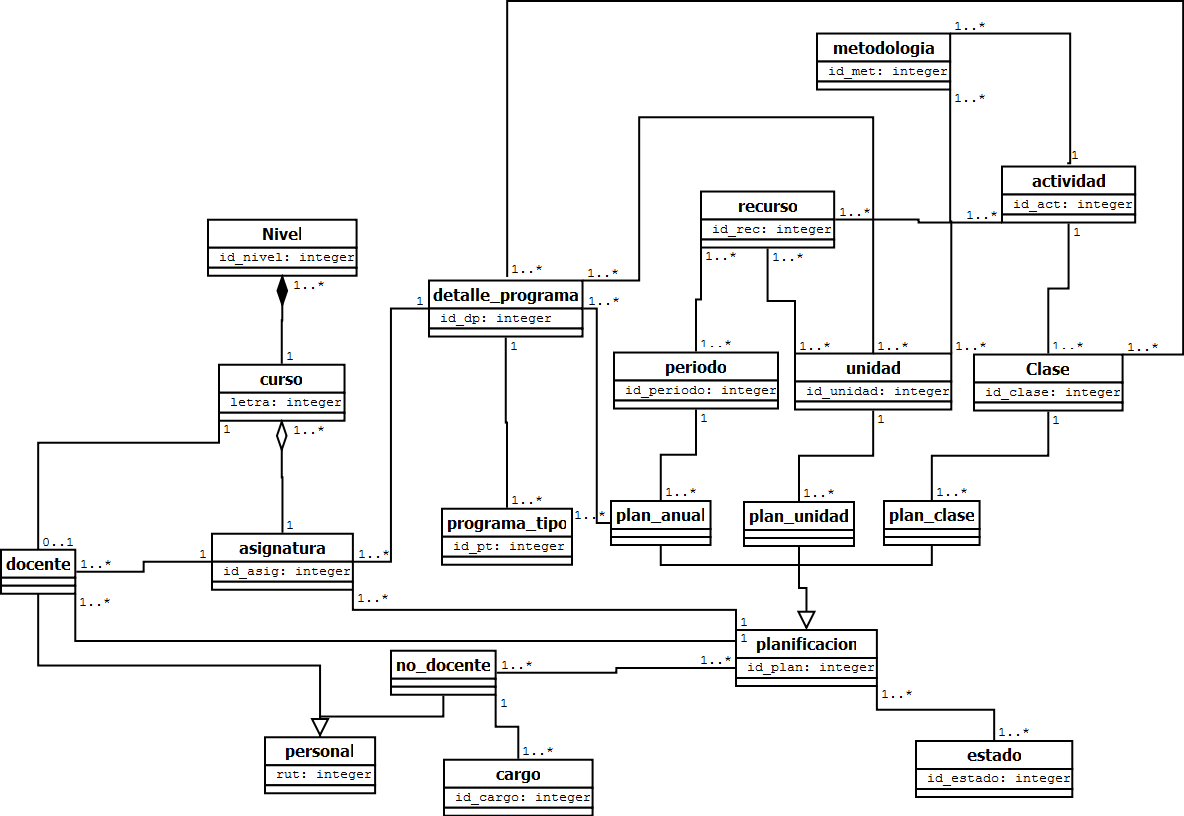 1..*
metodologia
id_met: integer
1..*
1
actividad
id_act: integer
1..*
1
recurso
id_rec: integer
1..*
1..*
1..*
Nivel
id_nivel: integer
1..*
1
curso
letra: integer
1
1..*
1..*
1..*
detalle_programa
id_dp: integer
1
1..*
1
1..*
periodo
id_periodo: integer
1
1..*
1..*
unidad
id_unidad: integer
1..*
1
1..*
1..*
Clase
id_clase: integer
1
1..*
programa_tipo
id_pt: integer
1..*
1..*
plan_anual
1..*
plan_unidad
1..*
plan_clase
0..1
docente
1..*
1..*
1
1
asignatura
id_asig: integer
1..*
1..*
1
1
planificacion
id_plan: integer
1..*
1..*
no_docente
1..*
1
personal
rut: integer
1..*
cargo
id_cargo: integer
1..*
estado
id_estado: integer